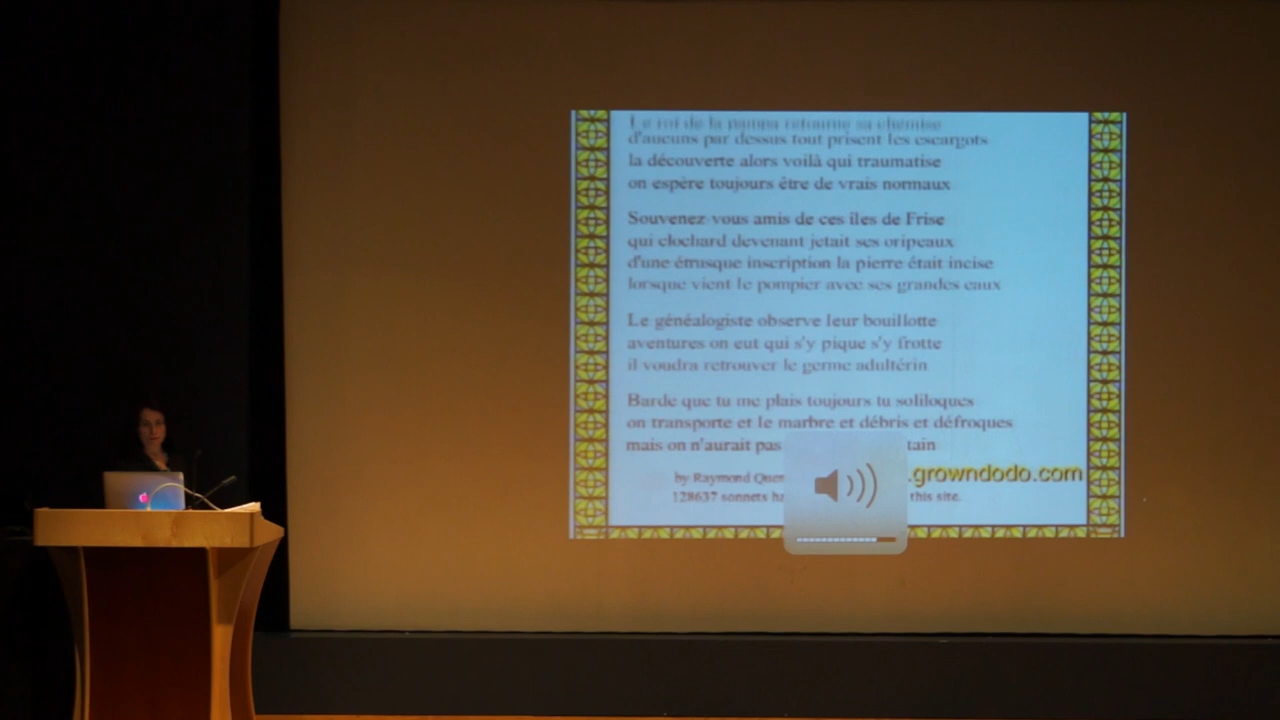 Le roi de la pampa retourne sa chemise
d'aucuns par dessus tout prisent les escargots
la découverte alors voilà qui traumatise
on espère toujours être de vrais normaux
Souvenez vous amis de ces îles de Frise
qui clochard devenant jetait ses oripeaux
d'une étrusque inscription la pierre était incise
lorsque vient le pompier avec ses grandes eaux
Le généalogiste observe leur bouillotte
aventures on eut qui s'y pique s'y frotte
il voudra retrouver le germe adultérin
Barde que tu me plais toujours tu soliloques
on transporte et le marbre et débris et défroques
mais on n'aurait pas tain
by Raymond Quen .growndodo.com
128637 sonnets ha this site.